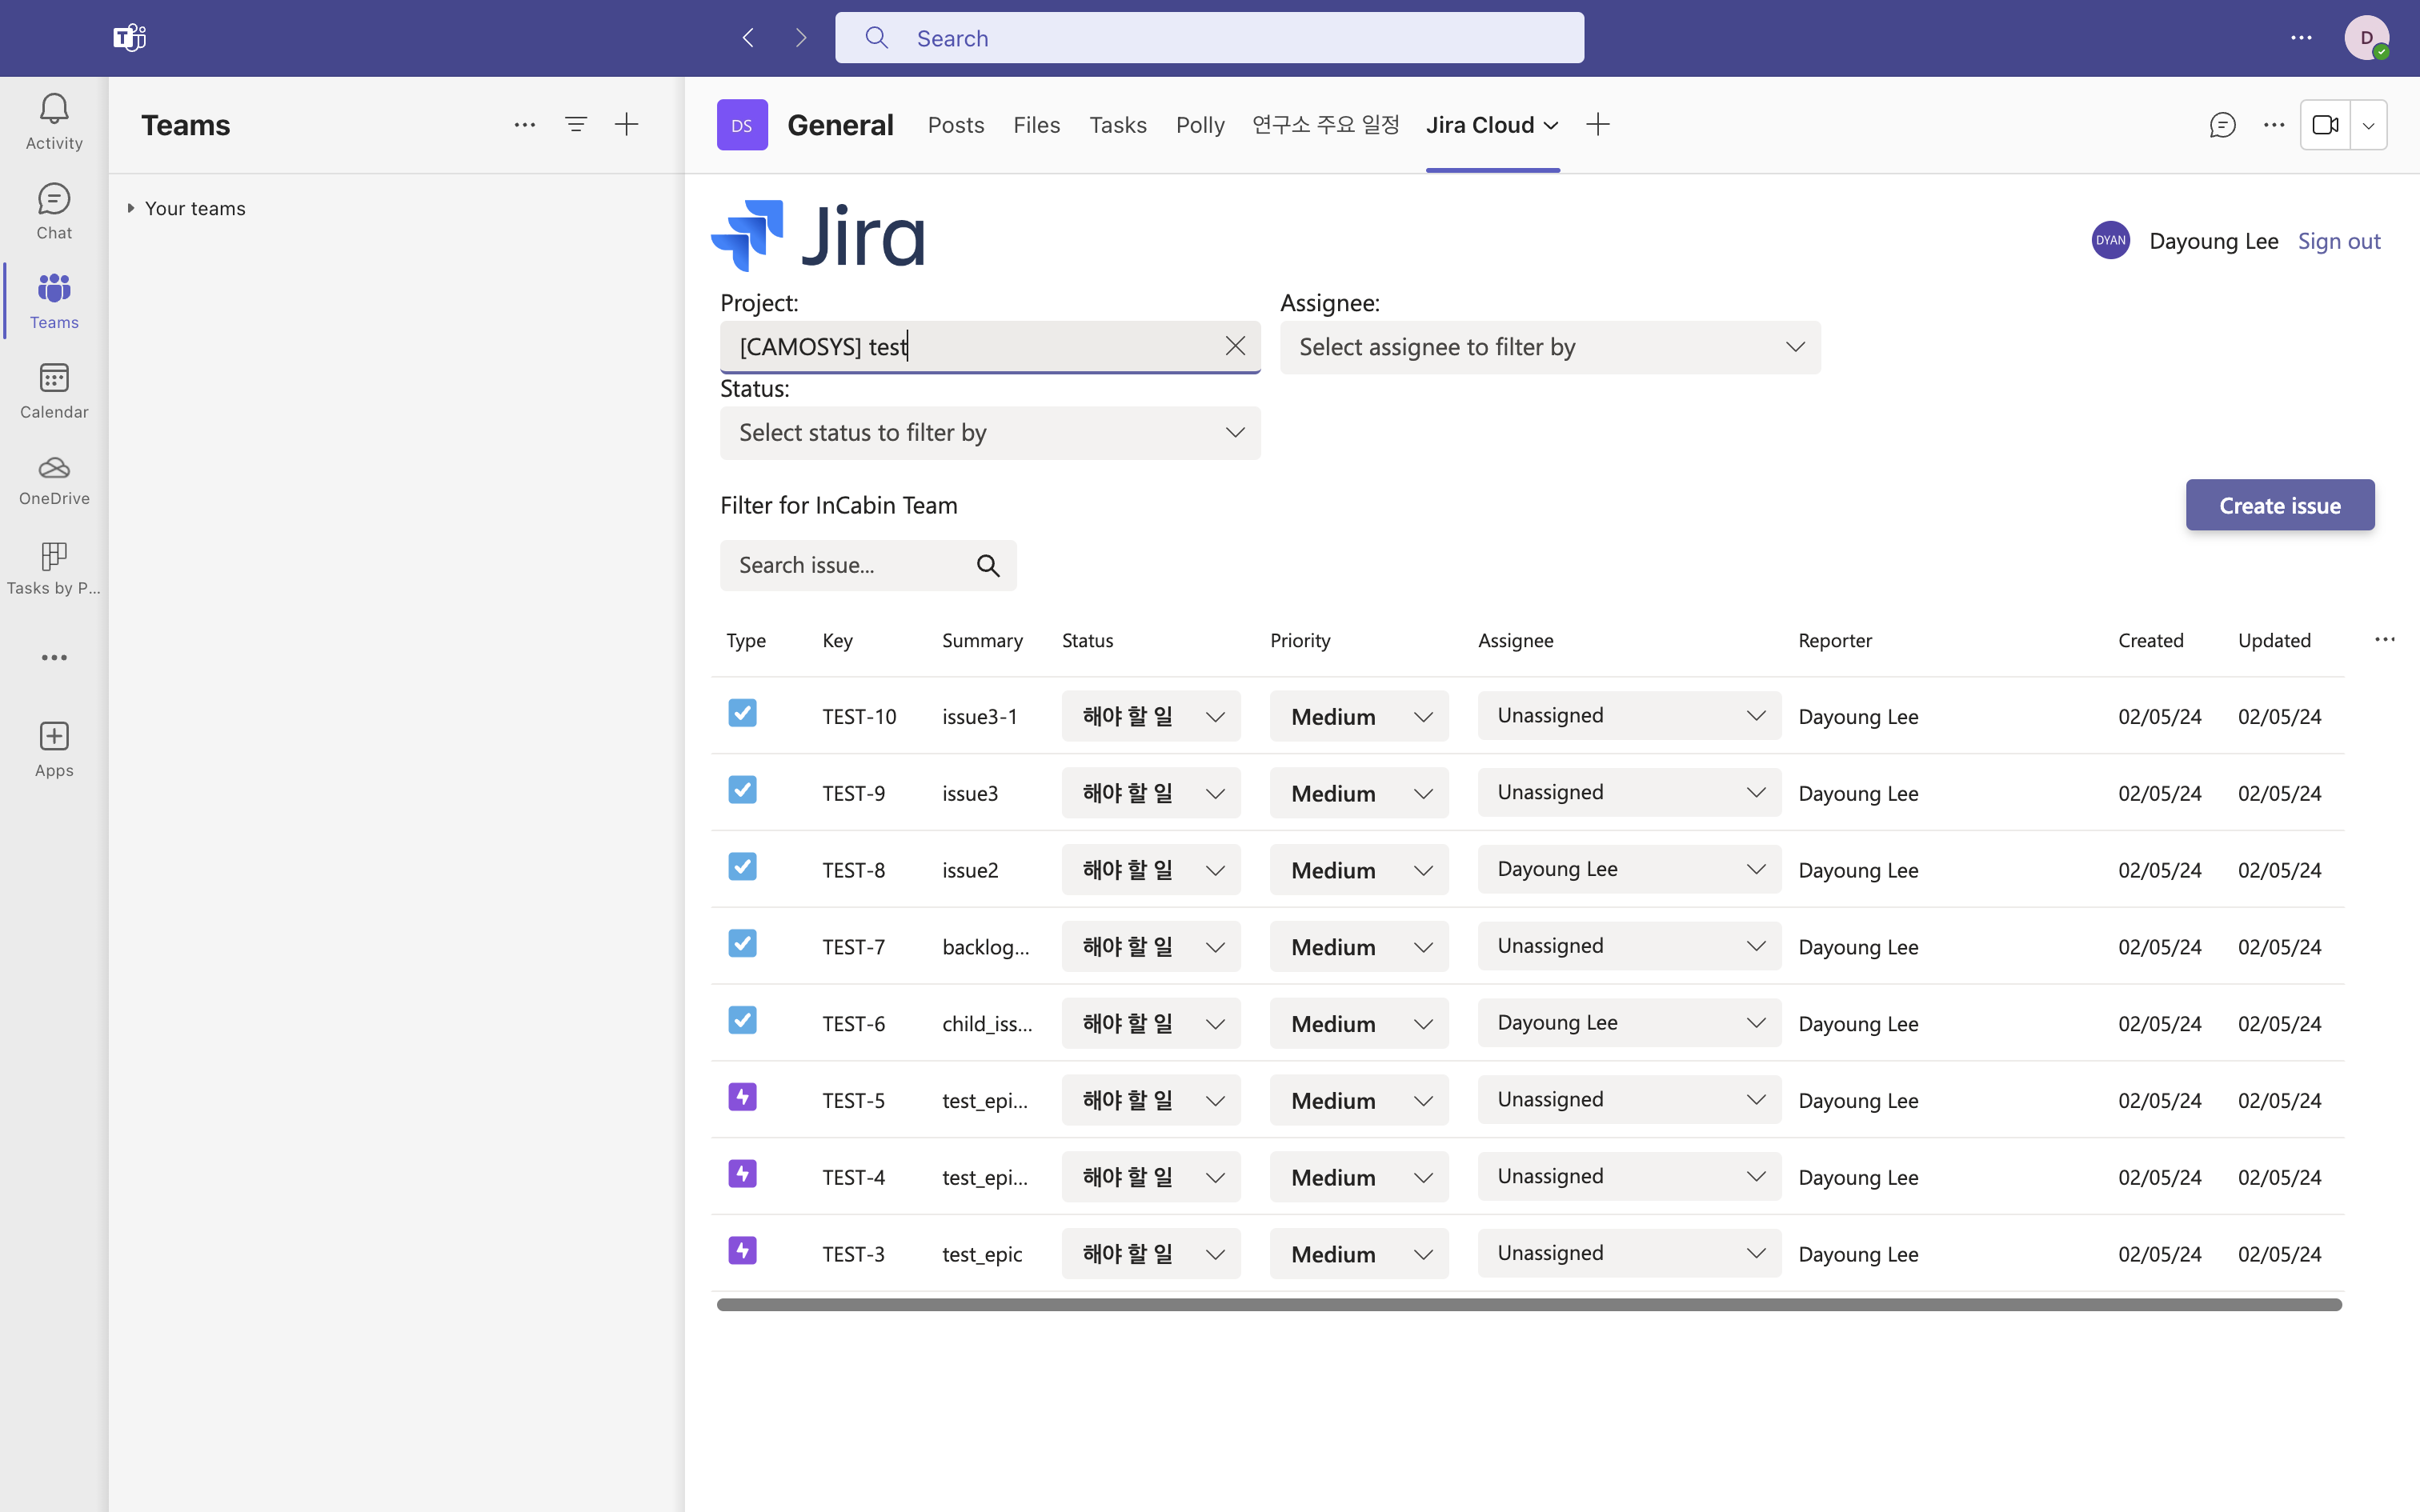 Search
D
Activity
Chat
Teams
Calendar
OneDrive
Tasks by P...
Apps
Teams
Your teams
DS General Posts Files Tasks Polly 연구소 주요 일정 Jira Cloud
Jira
DYAN Dayoung Lee Sign out
Project: Assignee:
[CAMOSYS] test Select assignee to filter by
Status:
Select status to filter by
Filter for InCabin Team Create issue
Search issue...
Type Key Summary Status Priority Assignee Reporter Created Updated
TEST-10 issue3-1 해야 할 일 Medium Unassigned Dayoung Lee 02/05/24 02/05/24
TEST-9 issue3 해야 할 일 Medium Unassigned Dayoung Lee 02/05/24 02/05/24
TEST-8 issue2 해야 할 일 Medium Dayoung Lee Dayoung Lee 02/05/24 02/05/24
TEST-7 backlog... 해야 할 일 Medium Unassigned Dayoung Lee 02/05/24 02/05/24
TEST-6 child_iss... 해야 할 일 Medium Dayoung Lee Dayoung Lee 02/05/24 02/05/24
TEST-5 test_epi... 해야 할 일 Medium Unassigned Dayoung Lee 02/05/24 02/05/24
TEST-4 test_epi... 해야 할 일 Medium Unassigned Dayoung Lee 02/05/24 02/05/24
TEST-3 test_epic 해야 할 일 Medium Unassigned Dayoung Lee 02/05/24 02/05/24